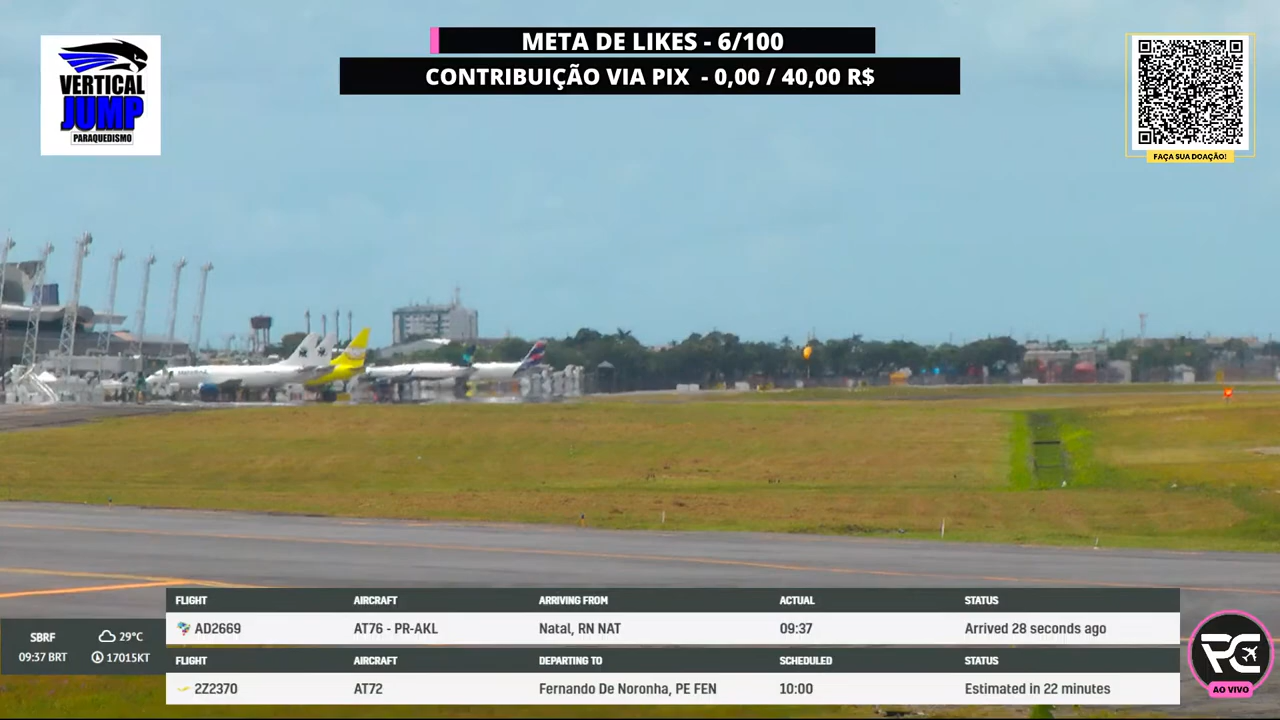 META DE LIKES - 6/100
CONTRIBUIÇÃO VIA PIX - 0,00 / 40,00 R$
VERTICAL
JUMP
PARAQUEDISMO
FAÇA SUA DOAÇÃO!
FLIGHT AIRCRAFT ARRIVING FROM ACTUAL STATUS
AD2669 AT76 - PR-AKL Natal, RN NAT 09:37 Arrived 28 seconds ago
FLIGHT AIRCRAFT DEPARTING TO SCHEDULED STATUS
2Z2370 AT72 Fernando De Noronha, PE FEN 10:00 Estimated in 22 minutes
SBRF 29°C
09:37 BRT 17015KT
PC
AO VIVO